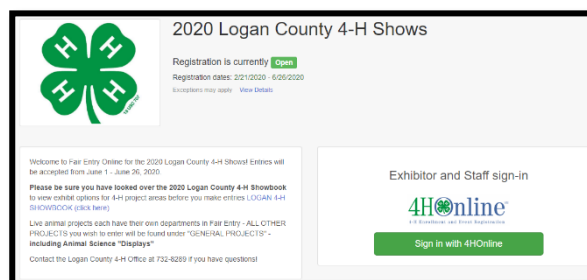 2020 Logan County 4-H Shows
Registration is currently Open
Registration dates: 2/21/2020 - 6/26/2020
Exceptions may apply View Details
H H
H H
Welcome to Fair Entry Online for the 2020 Logan County 4-H Shows! Entries will
be accepted from June 1 - June 26, 2020.
Please be sure you have looked over the 2020 Logan County 4-H Showbook
to view exhibit options for 4-H project areas before you make entries LOGAN 4-H
SHOWBOOK (click here)
Live animal projects each have their own departments in Fair Entry - ALL OTHER
PROJECTS you wish to enter will be found under "GENERAL PROJECTS" -
including Animal Science "Displays"
Contact the Logan County 4-H Office at 732-8289 if you have questions!
Exhibitor and Staff sign-in
4HOnline
4-H Enrollment and Event Registration
Sign in with 4HOnline